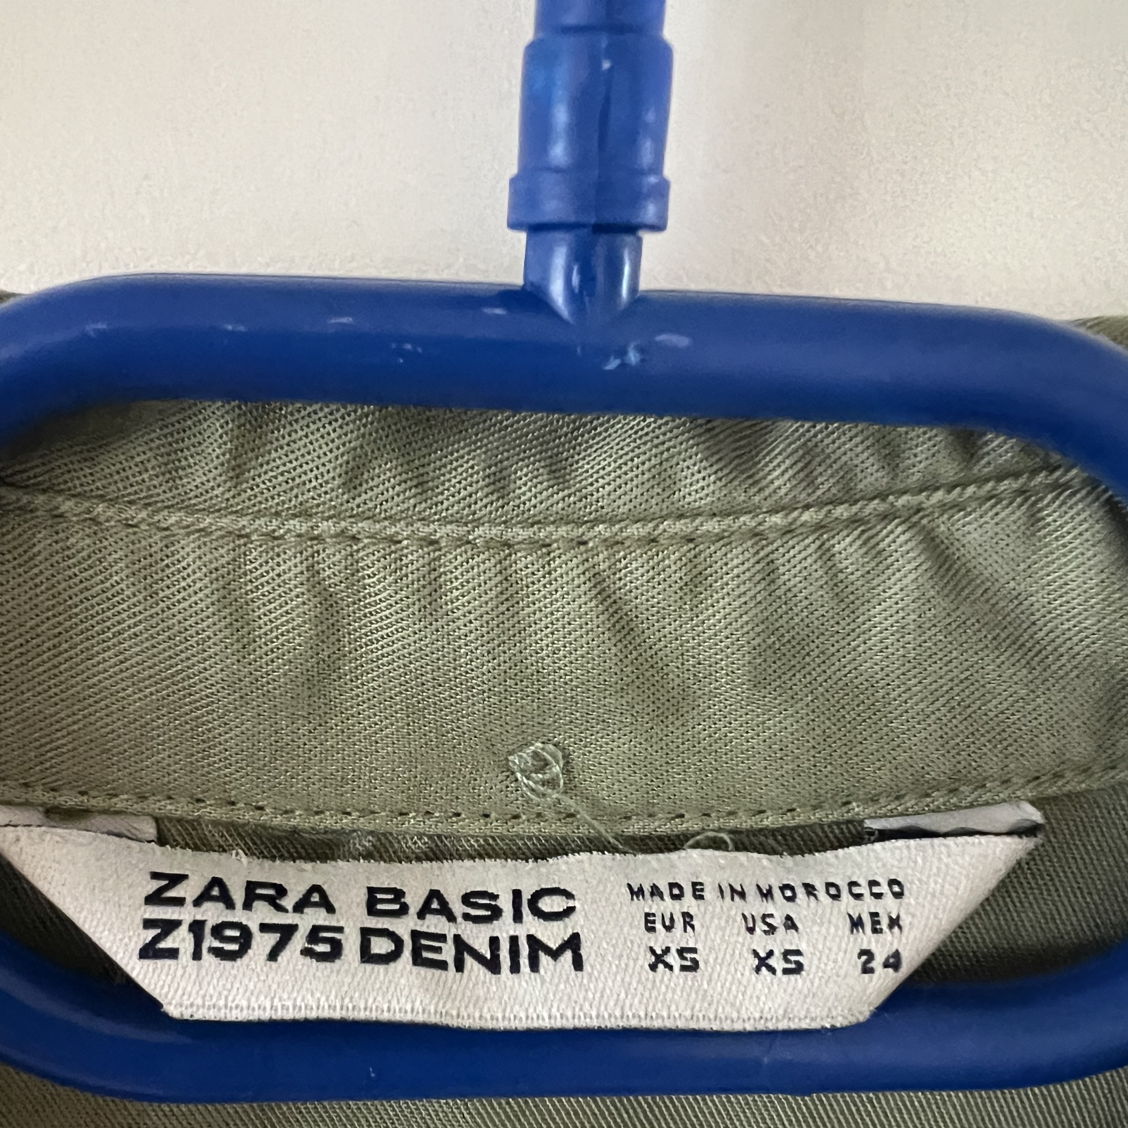 ZARA BASIC
Z1975 DENIM
MADE IN MOROCCO
EUR USA MEX
XS XS 24